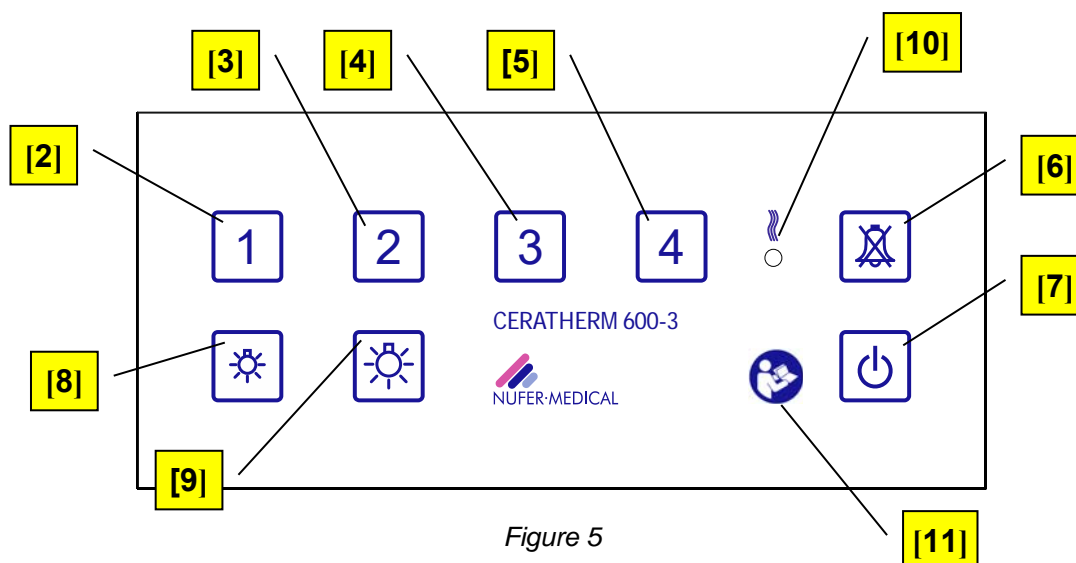 [10]
[3] [4] [5]
[2] [6]
1 2 3 4
[7]
CERATHERM 600-3
[8]
NUFER·MEDICAL
[9]
Figure 5
[11]